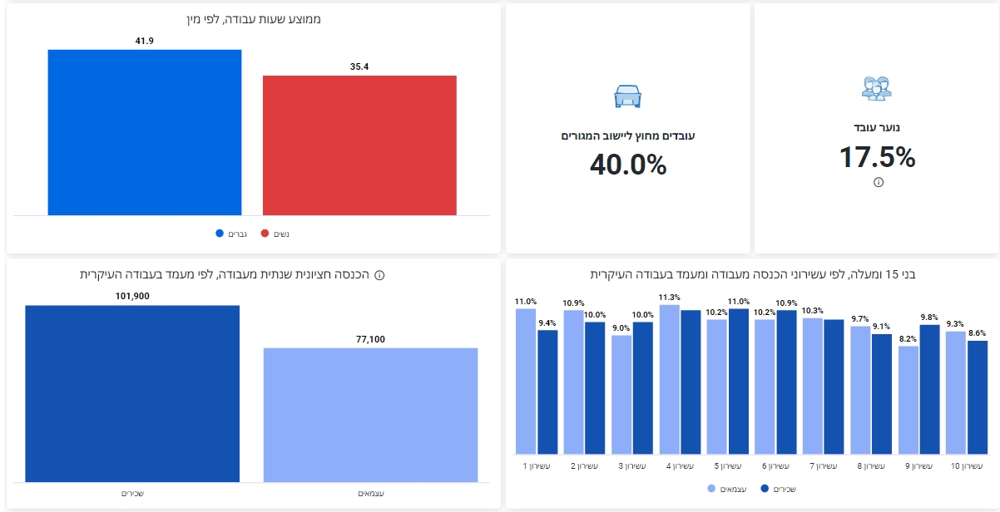 ממוצע שעות עבודה, לפי מין
41.9
35.4
גברים
נשים
עובדים מחוץ ליישוב המגורים
40.0%
נוער עובד
17.5%
הכנסה חציונית שנתית מעבודה, לפי מעמד בעבודה העיקרית
101,900
77,100
שכירים
עצמאים
בני 15 ומעלה, לפי עשירוני הכנסה מעבודה ומעמד בעבודה העיקרית
11.0% 9.4% 10.9% 10.0% 9.0% 10.0% 11.3% 10.2% 11.0% 10.2% 10.9% 10.3% 9.7% 9.1% 8.2% 9.8% 9.3% 8.6%
עשירון 1 עשירון 2 עשירון 3 עשירון 4 עשירון 5 עשירון 6 עשירון 7 עשירון 8 עשירון 9 עשירון 10
עצמאים
שכירים